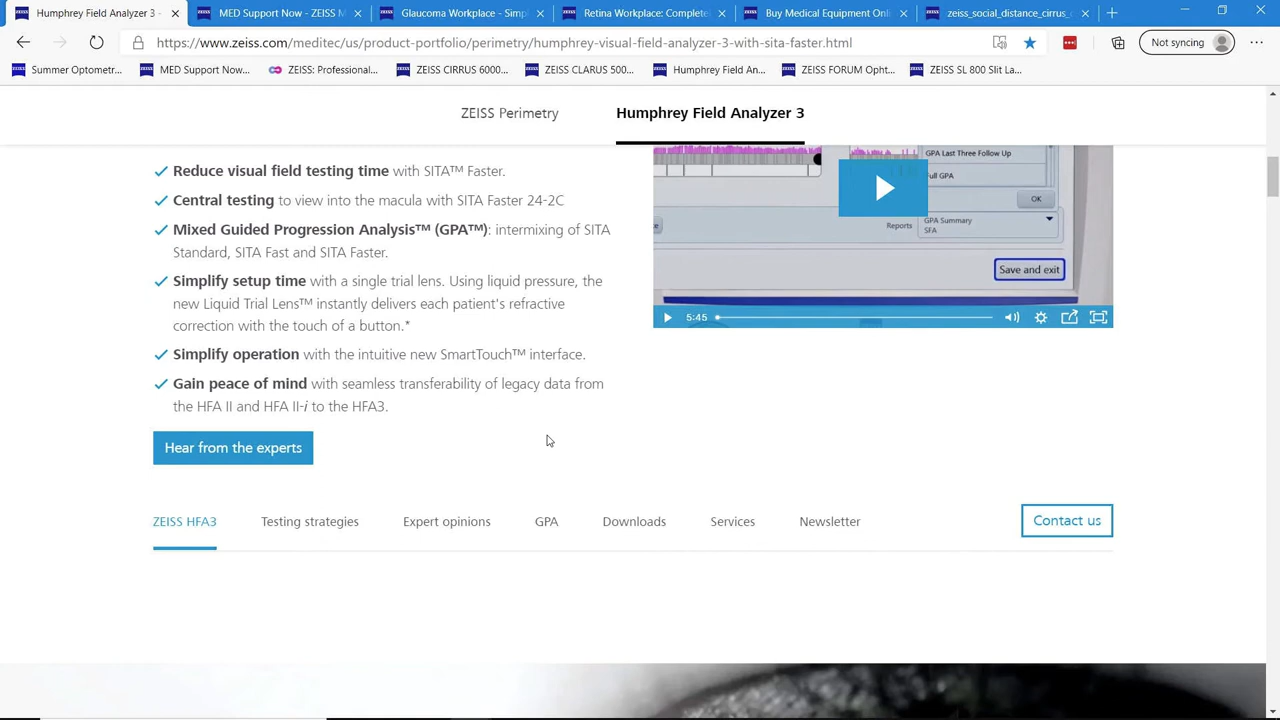 Humphrey Field Analyzer 3 -
MED Support Now - ZEISS M
Glaucoma Workplace - Simp
Retina Workplace: Complete
Buy Medical Equipment Onli
zeiss_social_distance_cirrus_
https://www.zeiss.com/meditec/us/product-portfolio/perimetry/humphrey-visual-field-analyzer-3-with-sita-faster.html
Not syncing
Summer Optometr...
MED Support Now...
ZEISS: Professional...
ZEISS CIRRUS 6000...
ZEISS CLARUS 500...
Humphrey Field An...
ZEISS FORUM Opht...
ZEISS SL 800 Slit La...
ZEISS Perimetry
Humphrey Field Analyzer 3
Reduce visual field testing time with SITA™ Faster.
Central testing to view into the macula with SITA Faster 24-2C
Mixed Guided Progression Analysis™ (GPA™): intermixing of SITA
Standard, SITA Fast and SITA Faster.
Simplify setup time with a single trial lens. Using liquid pressure, the
new Liquid Trial Lens™ instantly delivers each patient's refractive
correction with the touch of a button.*
Simplify operation with the intuitive new SmartTouch™ interface.
Gain peace of mind with seamless transferability of legacy data from
the HFA II and HFA II-i to the HFA3.
Hear from the experts
GPA Last Three Follow Up
Full GPA
OK
Reports
GPA Summary
SFA
Save and exit
5:45
ZEISS HFA3
Testing strategies
Expert opinions
GPA
Downloads
Services
Newsletter
Contact us